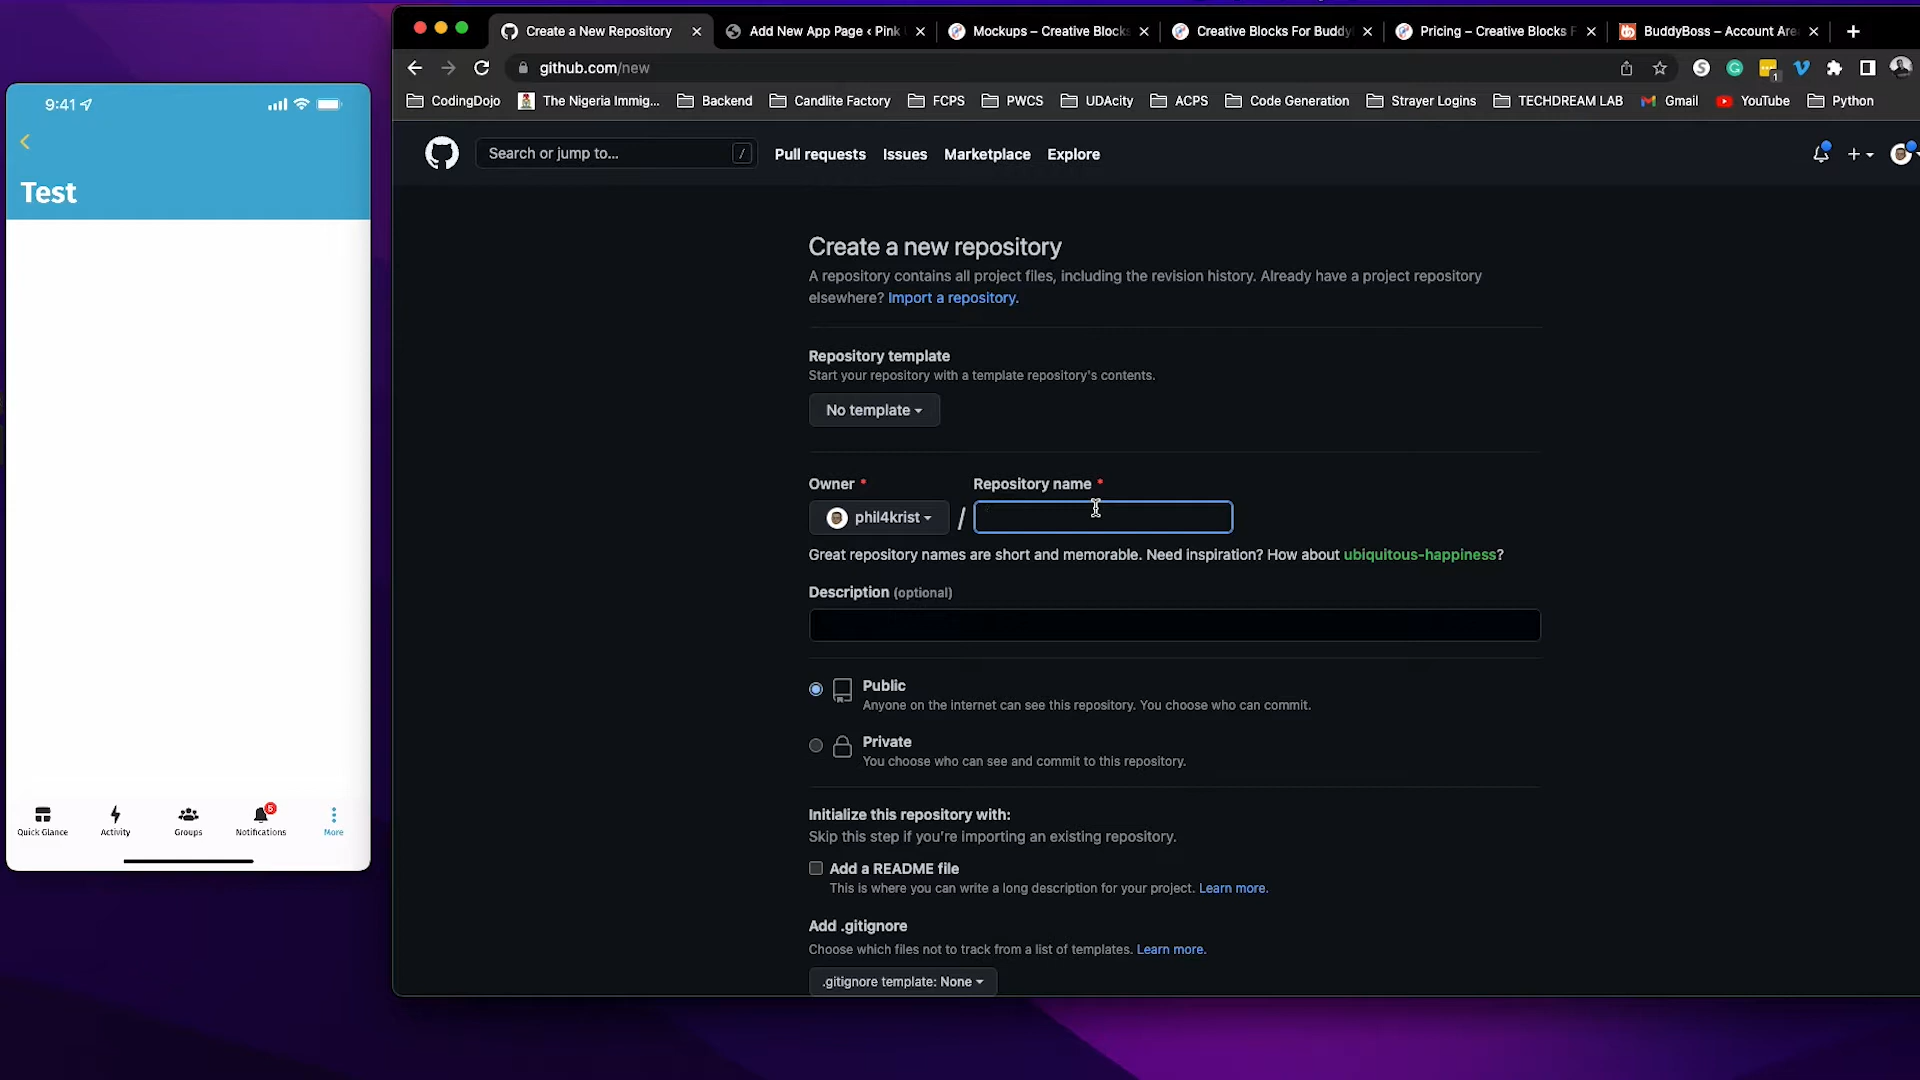 9:41
Test
Quick Glance
Activity
Groups
5
Notifications
More
Create a New Repository
Add New App Page ‹ Pink
Mockups – Creative Blocks
Creative Blocks For Buddy
Pricing – Creative Blocks F
BuddyBoss – Account Are
github.com/new
1
CodingDojo
The Nigeria Immig...
Backend
Candlite Factory
FCPS
PWCS
UDAcity
ACPS
Code Generation
Strayer Logins
TECHDREAM LAB
Gmail
YouTube
Python
Search or jump to...
/
Pull requests
Issues
Marketplace
Explore
Create a new repository
A repository contains all project files, including the revision history. Already have a project repository
elsewhere? Import a repository.
Repository template
Start your repository with a template repository's contents.
No template
Owner *
Repository name *
phil4krist
/
Great repository names are short and memorable. Need inspiration? How about ubiquitous-happiness?
Description (optional)
Public
Anyone on the internet can see this repository. You choose who can commit.
Private
You choose who can see and commit to this repository.
Initialize this repository with:
Skip this step if you're importing an existing repository.
Add a README file
This is where you can write a long description for your project. Learn more.
Add .gitignore
Choose which files not to track from a list of templates. Learn more.
.gitignore template: None